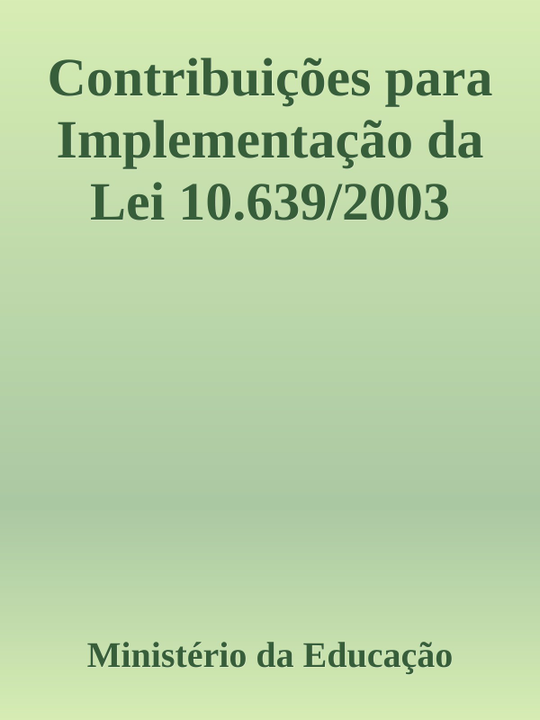 Contribuições para
Implementação da
Lei 10.639/2003
Ministério da Educação